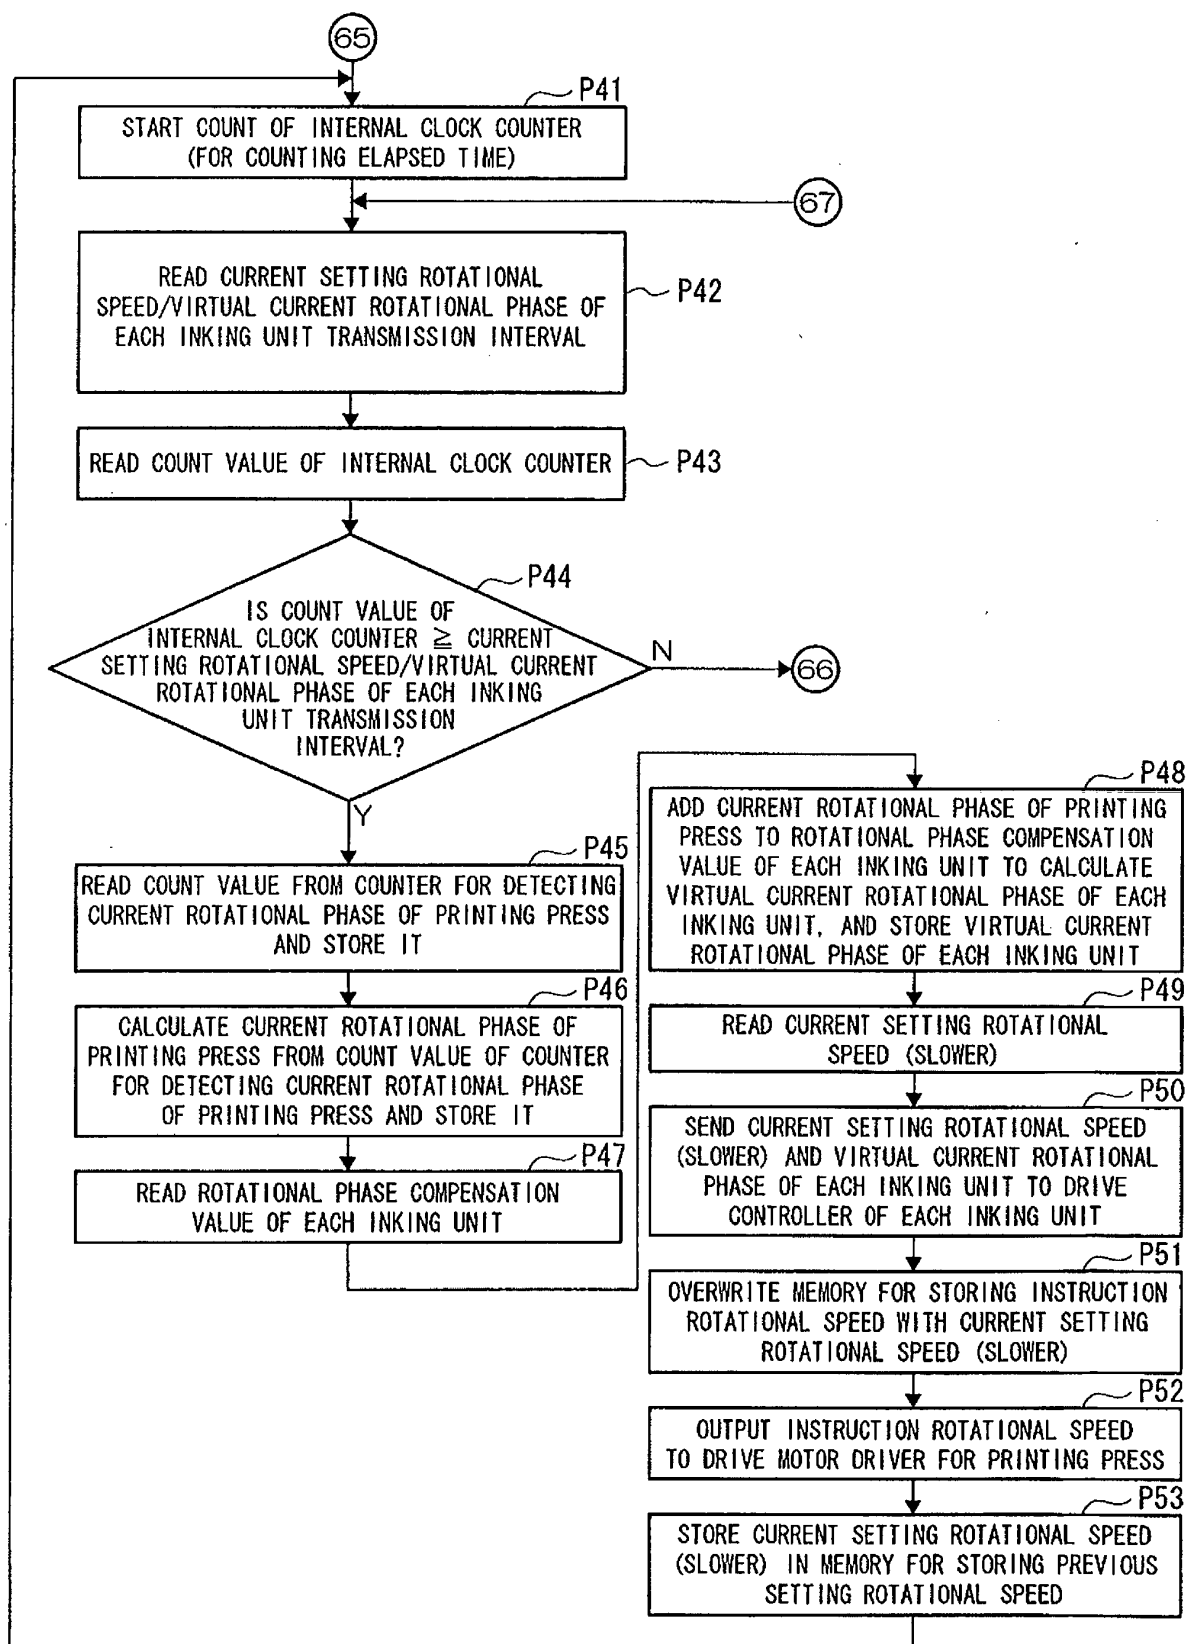 65
P41
START COUNT OF INTERNAL CLOCK COUNTER
(FOR COUNTING ELAPSED TIME)
67
READ CURRENT SETTING ROTATIONAL
SPEED/VIRTUAL CURRENT ROTATIONAL PHASE OF
EACH INKING UNIT TRANSMISSION INTERVAL
P42
READ COUNT VALUE OF INTERNAL CLOCK COUNTER
P43
P44
IS COUNT VALUE OF
INTERNAL CLOCK COUNTER ≧ CURRENT
SETTING ROTATIONAL SPEED/VIRTUAL CURRENT
ROTATIONAL PHASE OF EACH INKING
UNIT TRANSMISSION
INTERVAL?
N
66
Y
P45
READ COUNT VALUE FROM COUNTER FOR DETECTING
CURRENT ROTATIONAL PHASE OF PRINTING PRESS
AND STORE IT
P46
CALCULATE CURRENT ROTATIONAL PHASE OF
PRINTING PRESS FROM COUNT VALUE OF COUNTER
FOR DETECTING CURRENT ROTATIONAL PHASE
OF PRINTING PRESS AND STORE IT
P47
READ ROTATIONAL PHASE COMPENSATION
VALUE OF EACH INKING UNIT
P48
ADD CURRENT ROTATIONAL PHASE OF PRINTING
PRESS TO ROTATIONAL PHASE COMPENSATION
VALUE OF EACH INKING UNIT TO CALCULATE
VIRTUAL CURRENT ROTATIONAL PHASE OF EACH
INKING UNIT, AND STORE VIRTUAL CURRENT
ROTATIONAL PHASE OF EACH INKING UNIT
P49
READ CURRENT SETTING ROTATIONAL
SPEED (SLOWER)
P50
SEND CURRENT SETTING ROTATIONAL SPEED
(SLOWER) AND VIRTUAL CURRENT ROTATIONAL
PHASE OF EACH INKING UNIT TO DRIVE
CONTROLLER OF EACH INKING UNIT
P51
OVERWRITE MEMORY FOR STORING INSTRUCTION
ROTATIONAL SPEED WITH CURRENT SETTING
ROTATIONAL SPEED (SLOWER)
P52
OUTPUT INSTRUCTION ROTATIONAL SPEED
TO DRIVE MOTOR DRIVER FOR PRINTING PRESS
P53
STORE CURRENT SETTING ROTATIONAL SPEED
(SLOWER) IN MEMORY FOR STORING PREVIOUS
SETTING ROTATIONAL SPEED